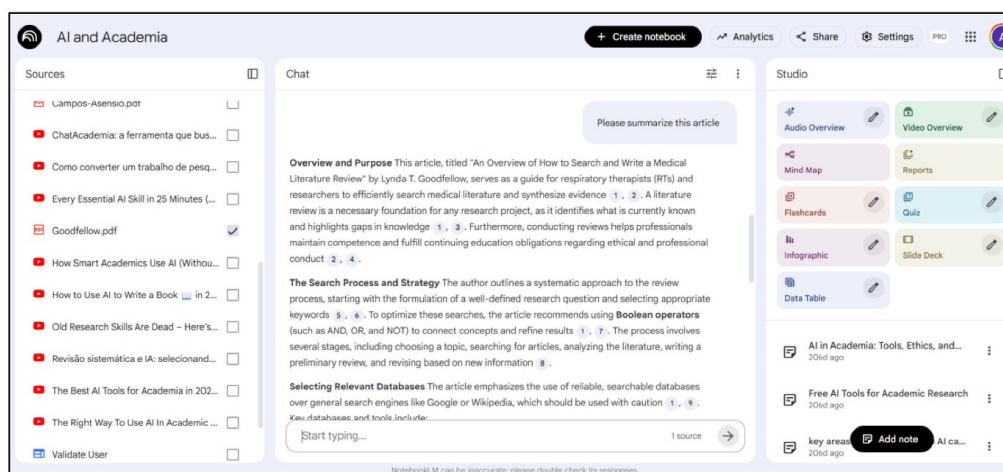 AI and Academia
+ Create notebook
Analytics
Share
Settings
PRO
Sources
Campos-Asensio.pdf
ChatAcademia: a ferramenta que bus...
Como converter um trabalho de pesq...
Every Essential AI Skill in 25 Minutes (...
PDF Goodfellow.pdf
How Smart Academics Use AI (Withou...
How to Use AI to Write a Book 📖 in 2...
Old Research Skills Are Dead – Here's...
Revisão sistemática e IA: selecionand...
The Best AI Tools for Academia in 202...
The Right Way To Use AI In Academic ...
Validate User
Chat
Please summarize this article
Overview and Purpose This article, titled "An Overview of How to Search and Write a Medical
Literature Review" by Lynda T. Goodfellow, serves as a guide for respiratory therapists (RTs) and
researchers to efficiently search medical literature and synthesize evidence 1 , 2 . A literature
review is a necessary foundation for any research project, as it identifies what is currently known
and highlights gaps in knowledge 1 , 3 . Furthermore, conducting reviews helps professionals
maintain competence and fulfill continuing education obligations regarding ethical and professional
conduct 2 , 4 .
The Search Process and Strategy The author outlines a systematic approach to the review
process, starting with the formulation of a well-defined research question and selecting appropriate
keywords 5 , 6 . To optimize these searches, the article recommends using Boolean operators
(such as AND, OR, and NOT) to connect concepts and refine results 1 , 7 . The process involves
several stages, including choosing a topic, searching for articles, analyzing the literature, writing a
preliminary review, and revising based on new information 8 .
Selecting Relevant Databases The article emphasizes the use of reliable, searchable databases
over general search engines like Google or Wikipedia, which should be used with caution 1 , 9 .
Key databases and tools include:
Start typing...
1 source
NotebookLM can be inaccurate; please double check its responses.
Studio
Audio Overview
Video Overview
Mind Map
Reports
Flashcards
Quiz
Infographic
Slide Deck
Data Table
AI in Academia: Tools, Ethics, and...
206d ago
Free AI Tools for Academic Research
206d ago
key areas
AI ca...
206d ago
Add note